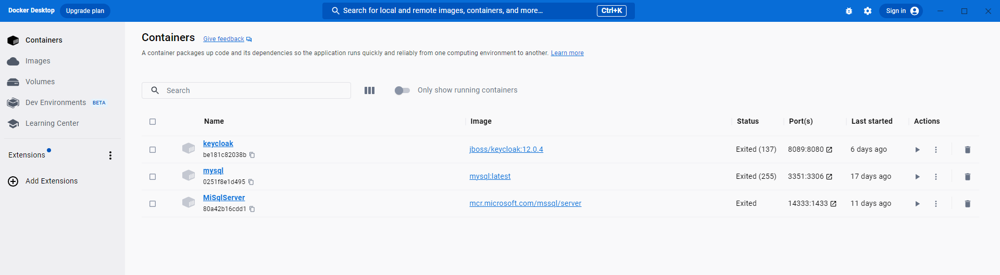 Docker Desktop Upgrade plan Search for local and remote images, containers, and more... Ctrl+K Sign in
Containers
Images
Volumes
Dev Environments BETA
Learning Center
Extensions
Add Extensions
Containers Give feedback
A container packages up code and its dependencies so the application runs quickly and reliably from one computing environment to another. Learn more
Search Only show running containers
Name Image Status Port(s) Last started Actions
keycloak
be181c82038b
jboss/keycloak:12.0.4 Exited (137) 8089:8080 6 days ago
mysql
0251f8e1d495
mysql:latest Exited (255) 3351:3306 17 days ago
MiSqlServer
80a42b16cdd1
mcr.microsoft.com/mssql/server Exited 14333:1433 11 days ago